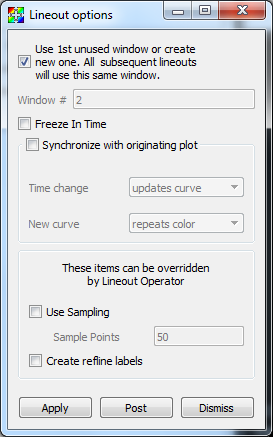 Lineout options
Use 1st unused window or create
new one. All subsequent lineouts
will use this same window.
Window # 2
Freeze In Time
Synchronize with originating plot
Time change updates curve
New curve repeats color
These items can be overridden
by Lineout Operator
Use Sampling
Sample Points 50
Create refline labels
Apply Post Dismiss